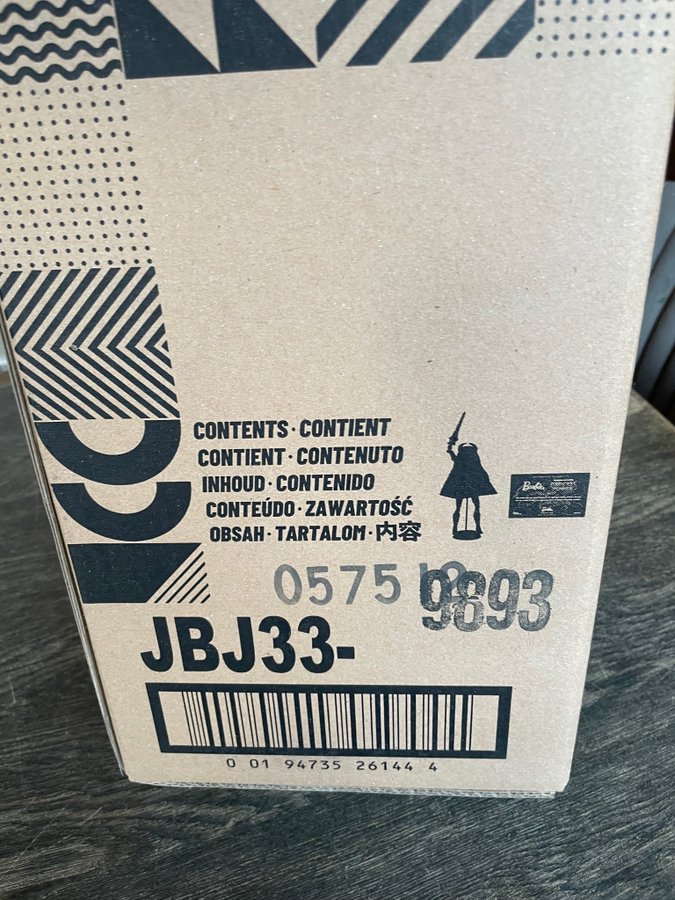 CONTENTS · CONTIENT
CONTIENT · CONTENUTO
INHOUD · CONTENIDO
CONTEÚDO · ZAWARTOŚĆ
OBSAH · TARTALOM · 内容
Barbie
0575
9893
JBJ33-
0 01 94735 26144 4